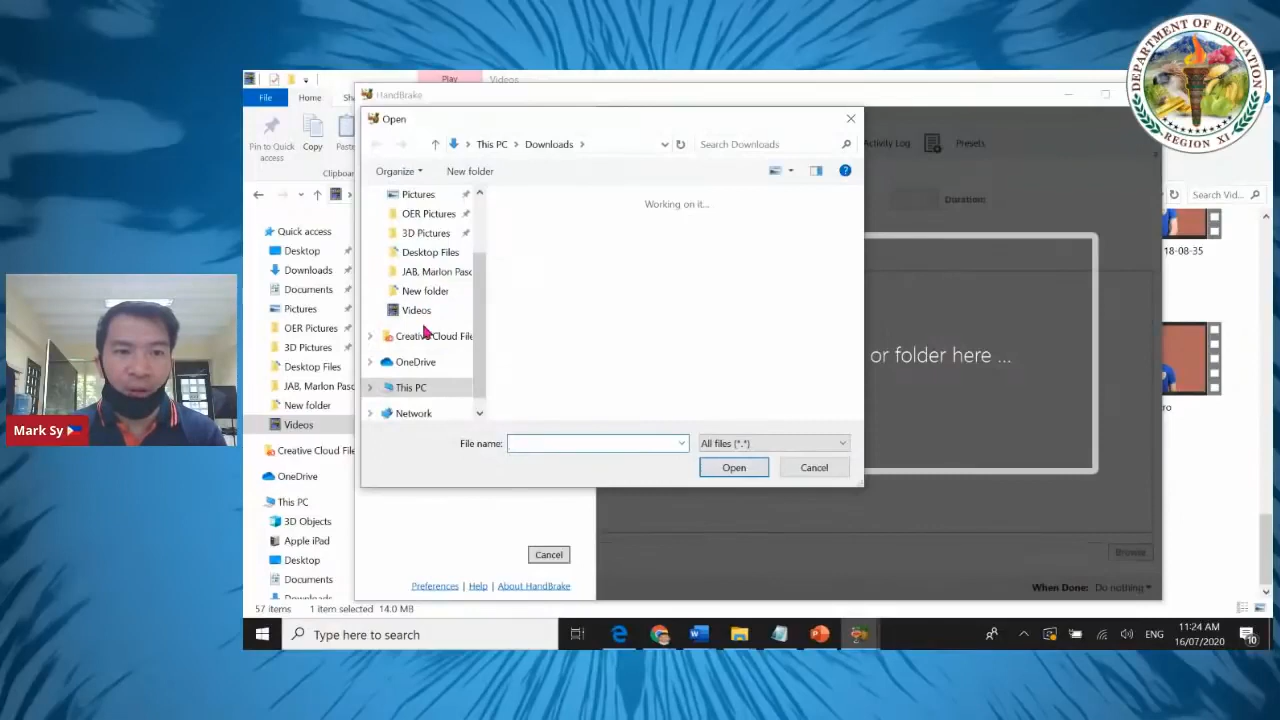 DEPARTMENT OF EDUCATION
REGION XI
Play
Videos
File
Home
Sh
Pin to Quick
access
Copy
Past
Clipboar
Search Vid...
Quick access
Desktop
Downloads
Documents
Pictures
OER Pictures
3D Pictures
Desktop Files
JAB, Marlon Pasc
New folder
Videos
Creative Cloud File
OneDrive
This PC
3D Objects
Apple iPad
Desktop
Documents
Downloads
57 items
1 item selected 14.0 MB
HandBrake
Activity Log
Presets
Duration:
or folder here ...
Browse
When Done: Do nothing
Cancel
Preferences | Help | About HandBrake
Open
This PC > Downloads >
Search Downloads
Organize
New folder
Pictures
OER Pictures
3D Pictures
Desktop Files
JAB, Marlon Pasc
New folder
Videos
Creative Cloud File
OneDrive
This PC
Network
Working on it...
File name:
All files (*.*)
Open
Cancel
18-08-35
ro
Mark Sy
Type here to search
ENG
11:24 AM
16/07/2020
10